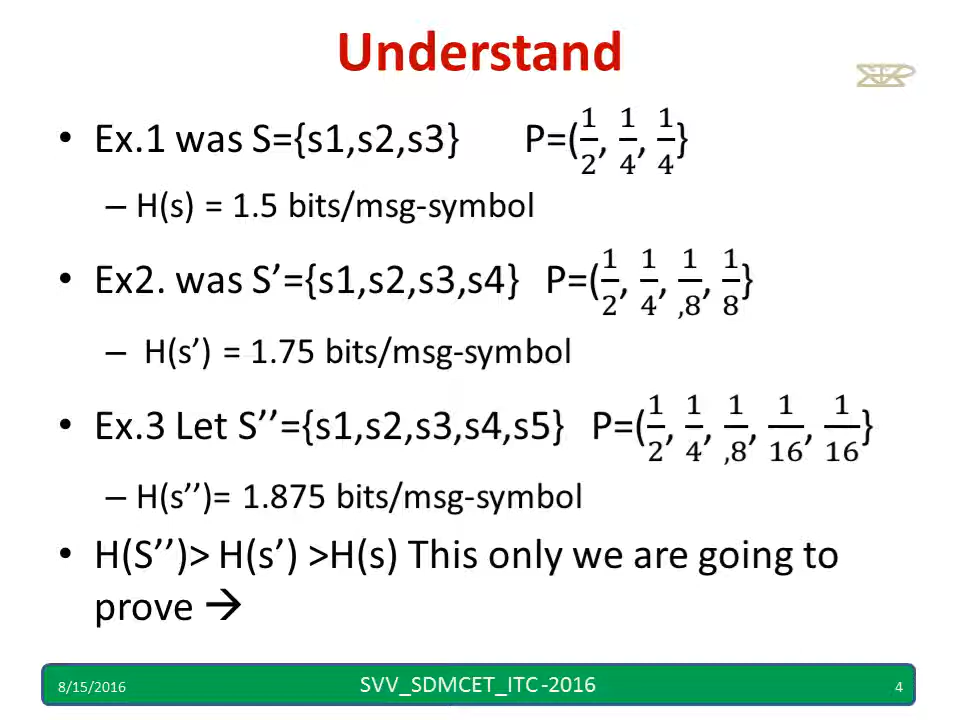 Understand
• Ex.1 was S={s1,s2,s3} P=(1/2, 1/4, 1/4}
– H(s) = 1.5 bits/msg-symbol
• Ex2. was S’={s1,s2,s3,s4} P=(1/2, 1/4, 1/,8, 1/8}
– H(s’) = 1.75 bits/msg-symbol
• Ex.3 Let S’’={s1,s2,s3,s4,s5} P=(1/2, 1/4, 1/,8, 1/16, 1/16}
– H(s’’)= 1.875 bits/msg-symbol
• H(S’’)> H(s’) >H(s) This only we are going to
prove →
8/15/2016 SVV_SDMCET_ITC-2016 4